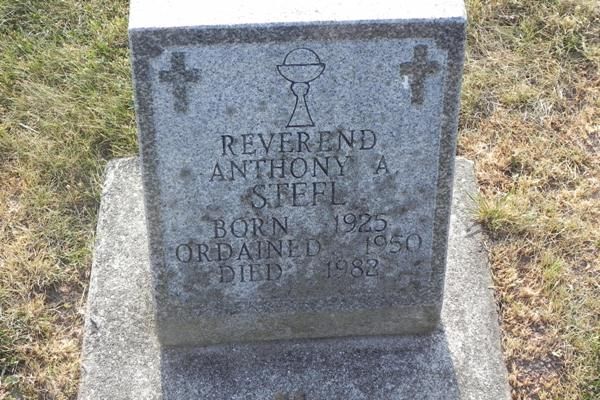 REVEREND
ANTHONY A.
STEFL
BORN 1925
ORDAINED 1950
DIED 1982